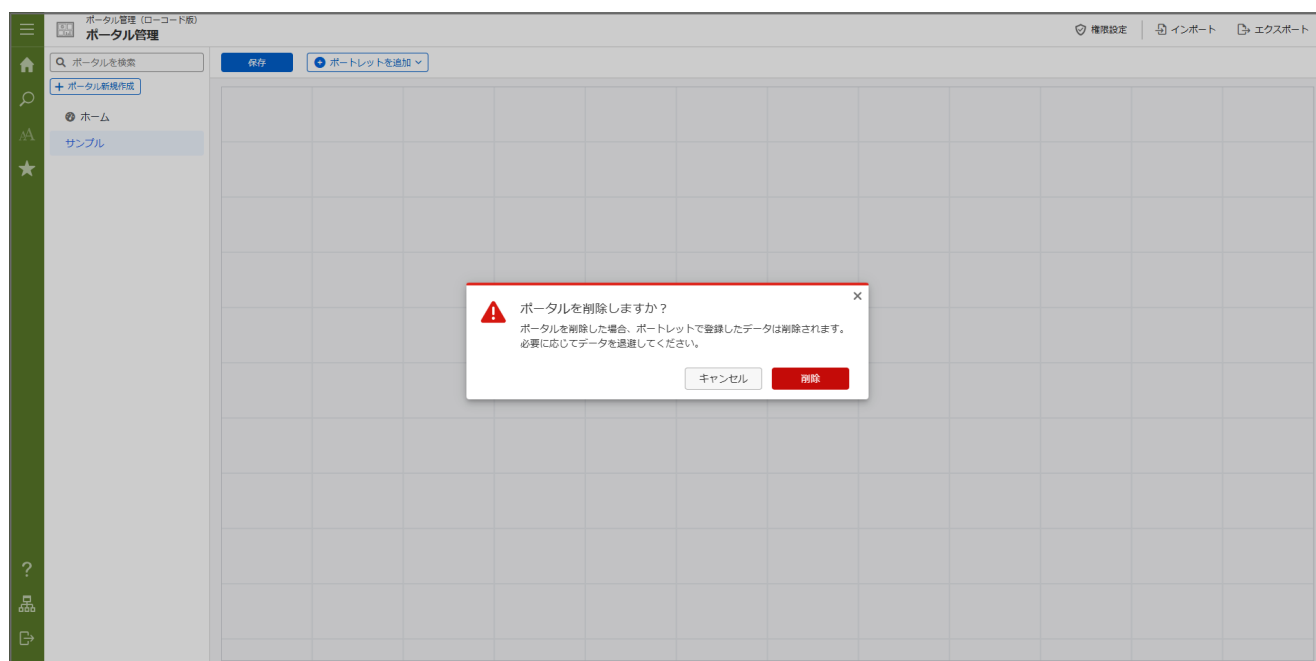 ポータル管理（ローコード版）
ポータル管理
権限設定
インポート
エクスポート
ポータルを検索
保存
ポートレットを追加
ポータル新規作成
ホーム
サンプル
AA
ポータルを削除しますか？
ポータルを削除した場合、ポートレットで登録したデータは削除されます。
必要に応じてデータを退避してください。
キャンセル
削除
?